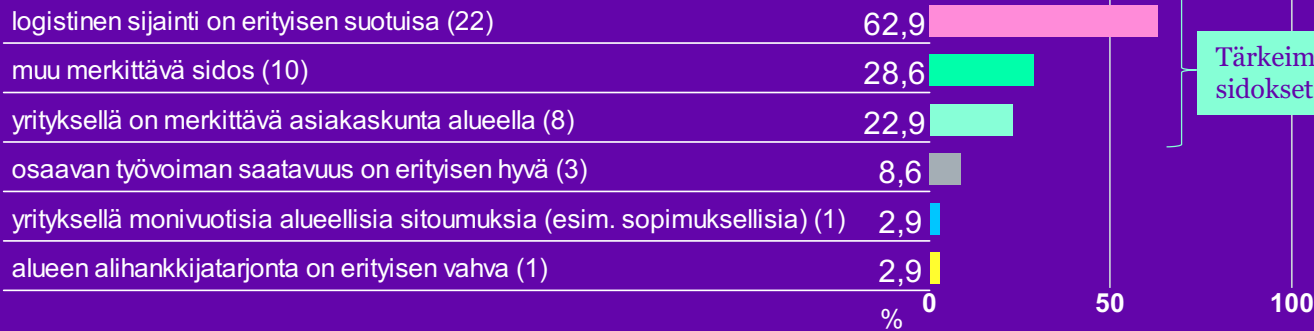 logistinen sijainti on erityisen suotuisa (22) 62,9
muu merkittävä sidos (10) 28,6
yrityksellä on merkittävä asiakaskunta alueella (8) 22,9
osaavan työvoiman saatavuus on erityisen hyvä (3) 8,6
yrityksellä monivuotisia alueellisia sitoumuksia (esim. sopimuksellisia) (1) 2,9
alueen alihankkijatarjonta on erityisen vahva (1) 2,9
% 0 50 100
sidokset